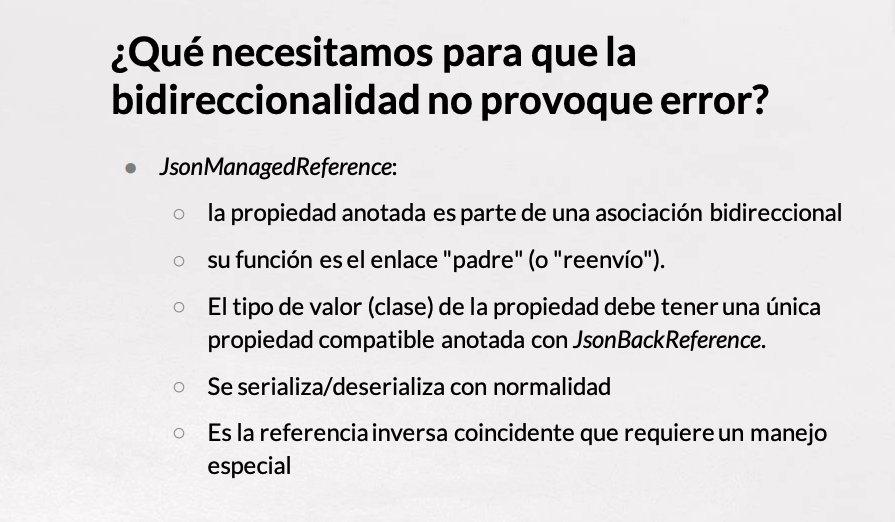 ¿Qué necesitamos para que la
bidireccionalidad no provoque error?
● JsonManagedReference:
○ la propiedad anotada es parte de una asociación bidireccional
○ su función es el enlace "padre" (o "reenvío").
○ El tipo de valor (clase) de la propiedad debe tener una única
propiedad compatible anotada con JsonBackReference.
○ Se serializa/deserializa con normalidad
○ Es la referencia inversa coincidente que requiere un manejo
especial